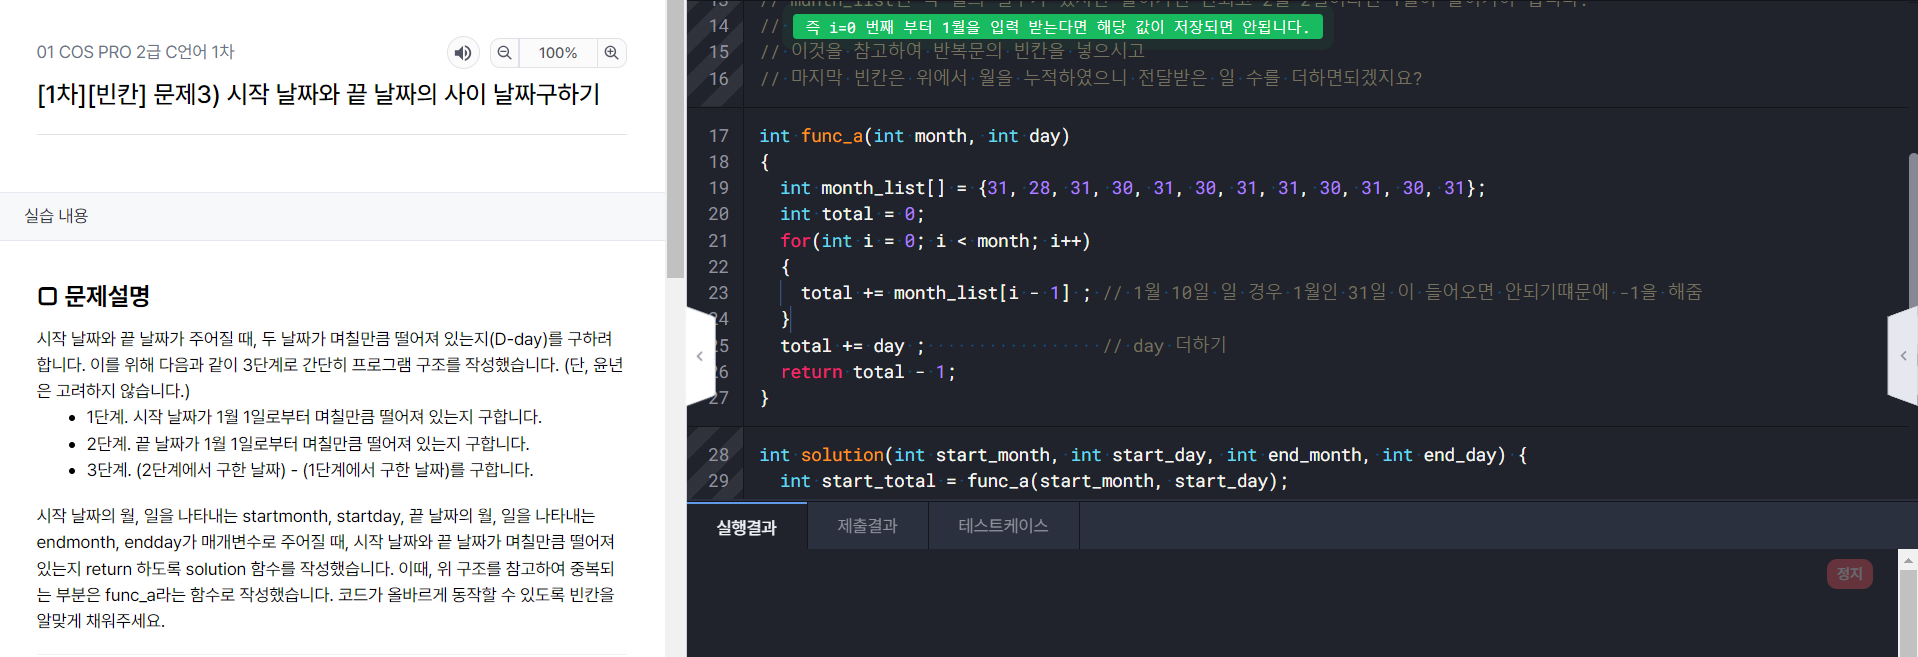 01 COS PRO 2급 C언어 1차
100%
[1차][빈칸] 문제3) 시작 날짜와 끝 날짜의 사이 날짜구하기
실습 내용
문제설명
시작 날짜와 끝 날짜가 주어질 때, 두 날짜가 며칠만큼 떨어져 있는지(D-day)를 구하려
합니다. 이를 위해 다음과 같이 3단계로 간단히 프로그램 구조를 작성했습니다. (단, 윤년
은 고려하지 않습니다.)
• 1단계. 시작 날짜가 1월 1일로부터 며칠만큼 떨어져 있는지 구합니다.
• 2단계. 끝 날짜가 1월 1일로부터 며칠만큼 떨어져 있는지 구합니다.
• 3단계. (2단계에서 구한 날짜) - (1단계에서 구한 날짜)를 구합니다.
시작 날짜의 월, 일을 나타내는 startmonth, startday, 끝 날짜의 월, 일을 나타내는
endmonth, endday가 매개변수로 주어질 때, 시작 날짜와 끝 날짜가 며칠만큼 떨어져
있는지 return 하도록 solution 함수를 작성했습니다. 이때, 위 구조를 참고하여 중복되
는 부분은 func_a라는 함수로 작성했습니다. 코드가 올바르게 동작할 수 있도록 빈칸을
알맞게 채워주세요.
14 // 즉 i=0 번째 부터 1월을 입력 받는다면 해당 값이 저장되면 안됩니다.
15 // 이것을 참고하여 반복문의 빈칸을 넣으시고
16 // 마지막 빈칸은 위에서 월을 누적하였으니 전달받은 일 수를 더하면되겠지요?
17 int func_a(int month, int day)
18 {
19 int month_list[] = {31, 28, 31, 30, 31, 30, 31, 31, 30, 31, 30, 31};
20 int total = 0;
21 for(int i = 0; i < month; i++)
22 {
23 total += month_list[i - 1] ; // 1월 10일 일 경우 1월인 31일 이 들어오면 안되기때문에 -1을 해줌
24 }
25 total += day ; // day 더하기
26 return total - 1;
27 }
28 int solution(int start_month, int start_day, int end_month, int end_day) {
29 int start_total = func_a(start_month, start_day);
실행결과
제출결과
테스트케이스
정지